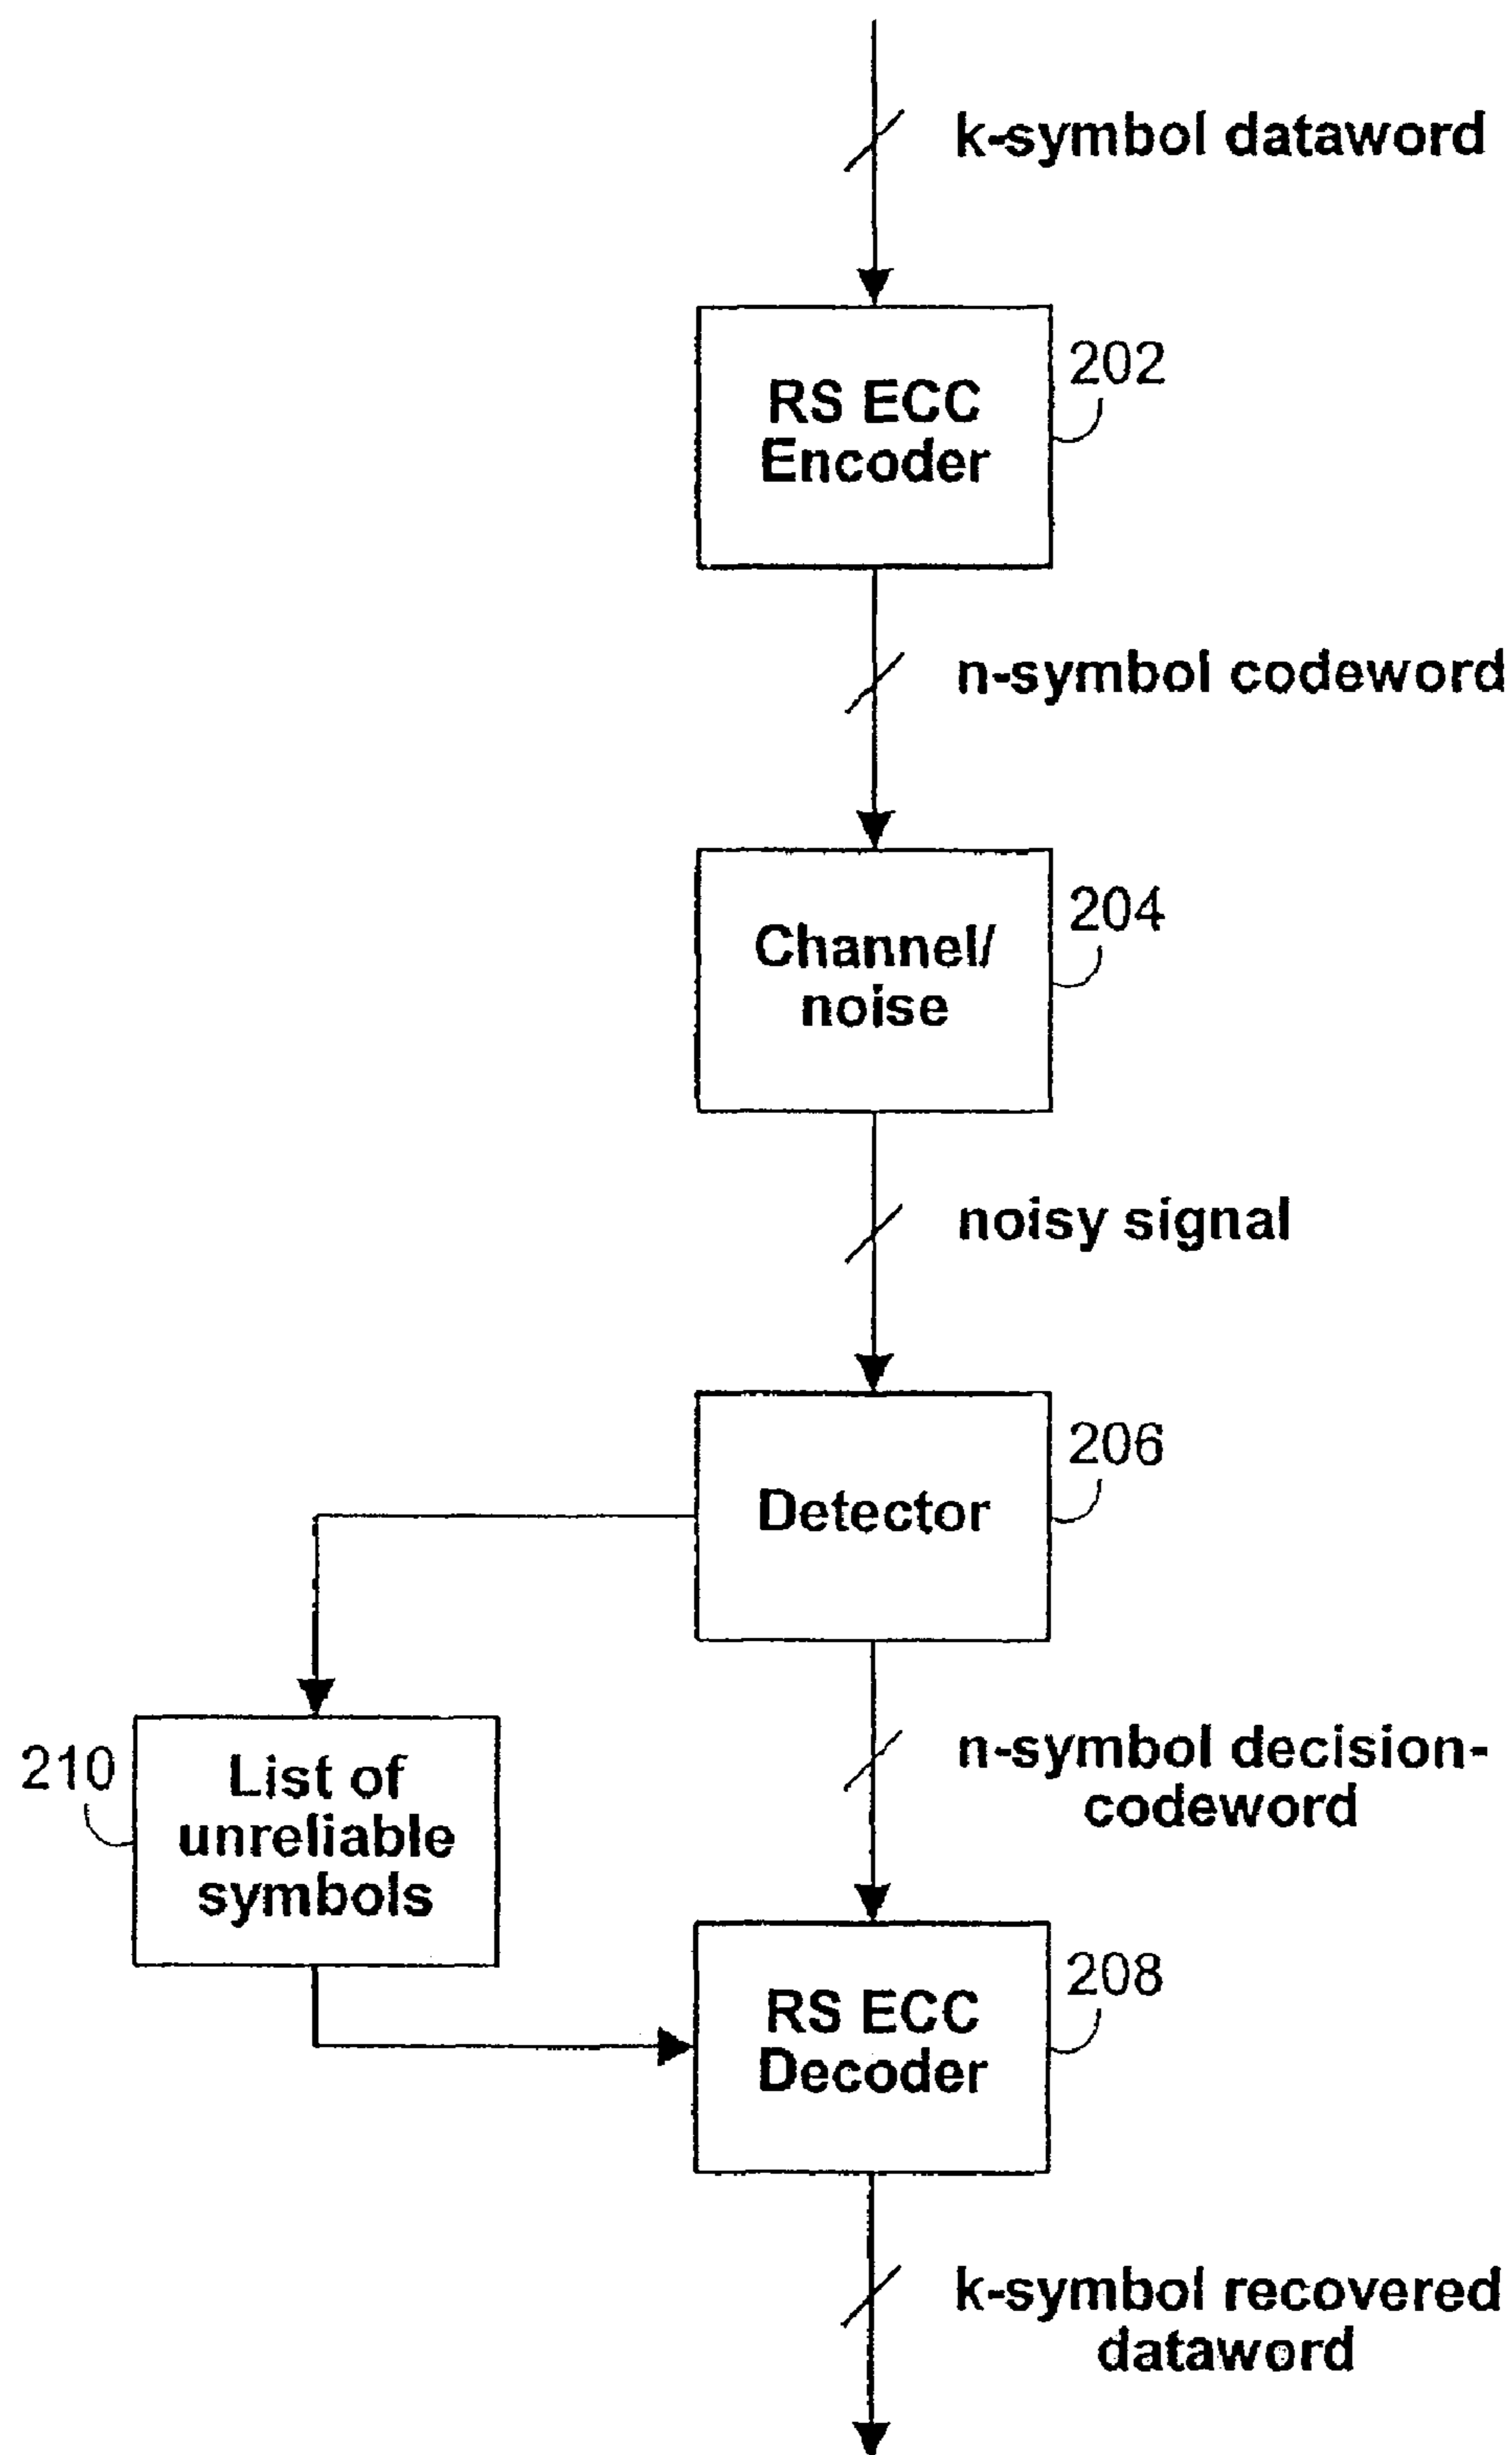 k-symbol dataword
202
RS ECC
Encoder
n-symbol codeword
204
Channel/
noise
noisy signal
206
Detector
210
List of
unreliable
symbols
n-symbol decision-
codeword
208
RS ECC
Decoder
k-symbol recovered
dataword